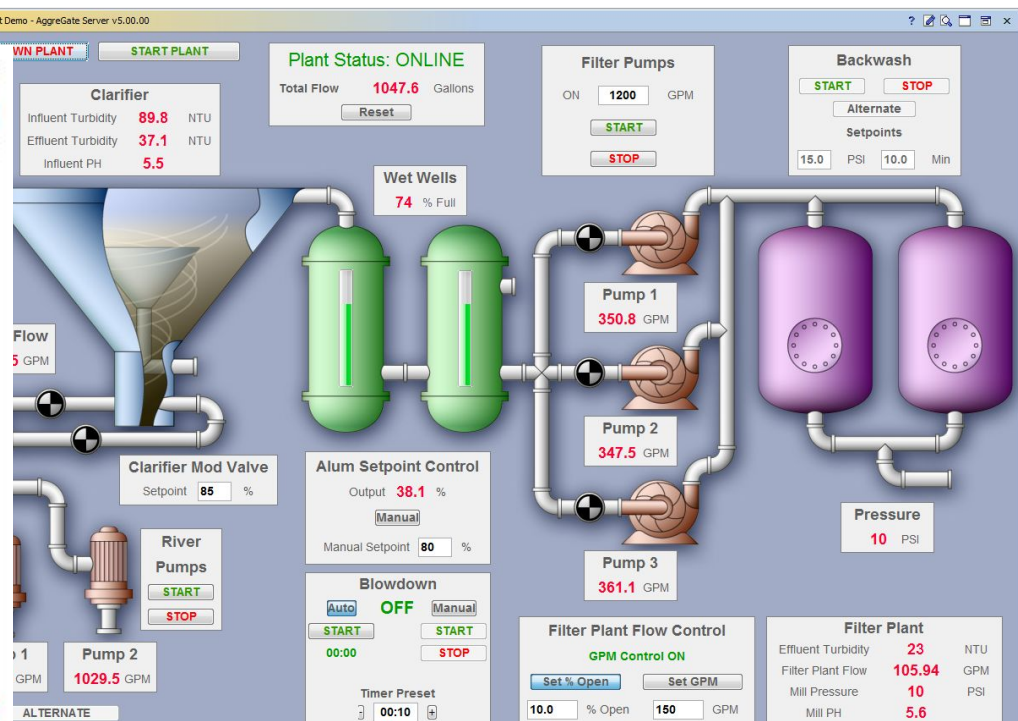 t Demo - AggreGate Server v5.00.00
WN PLANT
START PLANT
Plant Status: ONLINE
Total Flow 1047.6 Gallons
Reset
Clarifier
Influent Turbidity 89.8 NTU
Effluent Turbidity 37.1 NTU
Influent PH 5.5
Filter Pumps
ON 1200 GPM
START
STOP
Backwash
START STOP
Alternate
Setpoints
15.0 PSI 10.0 Min
Wet Wells
74 % Full
Flow
5 GPM
Pump 1
350.8 GPM
Pump 2
347.5 GPM
Pump 3
361.1 GPM
Clarifier Mod Valve
Setpoint 85 %
Alum Setpoint Control
Output 38.1 %
Manual
Manual Setpoint 80 %
Pressure
10 PSI
River
Pumps
START
STOP
Blowdown
Auto OFF Manual
START START
00:00 STOP
Timer Preset
- 00:10 +
1
GPM
Pump 2
1029.5 GPM
ALTERNATE
Filter Plant Flow Control
GPM Control ON
Set % Open Set GPM
10.0 % Open 150 GPM
Filter Plant
Effluent Turbidity 23 NTU
Filter Plant Flow 105.94 GPM
Mill Pressure 10 PSI
Mill PH 5.6